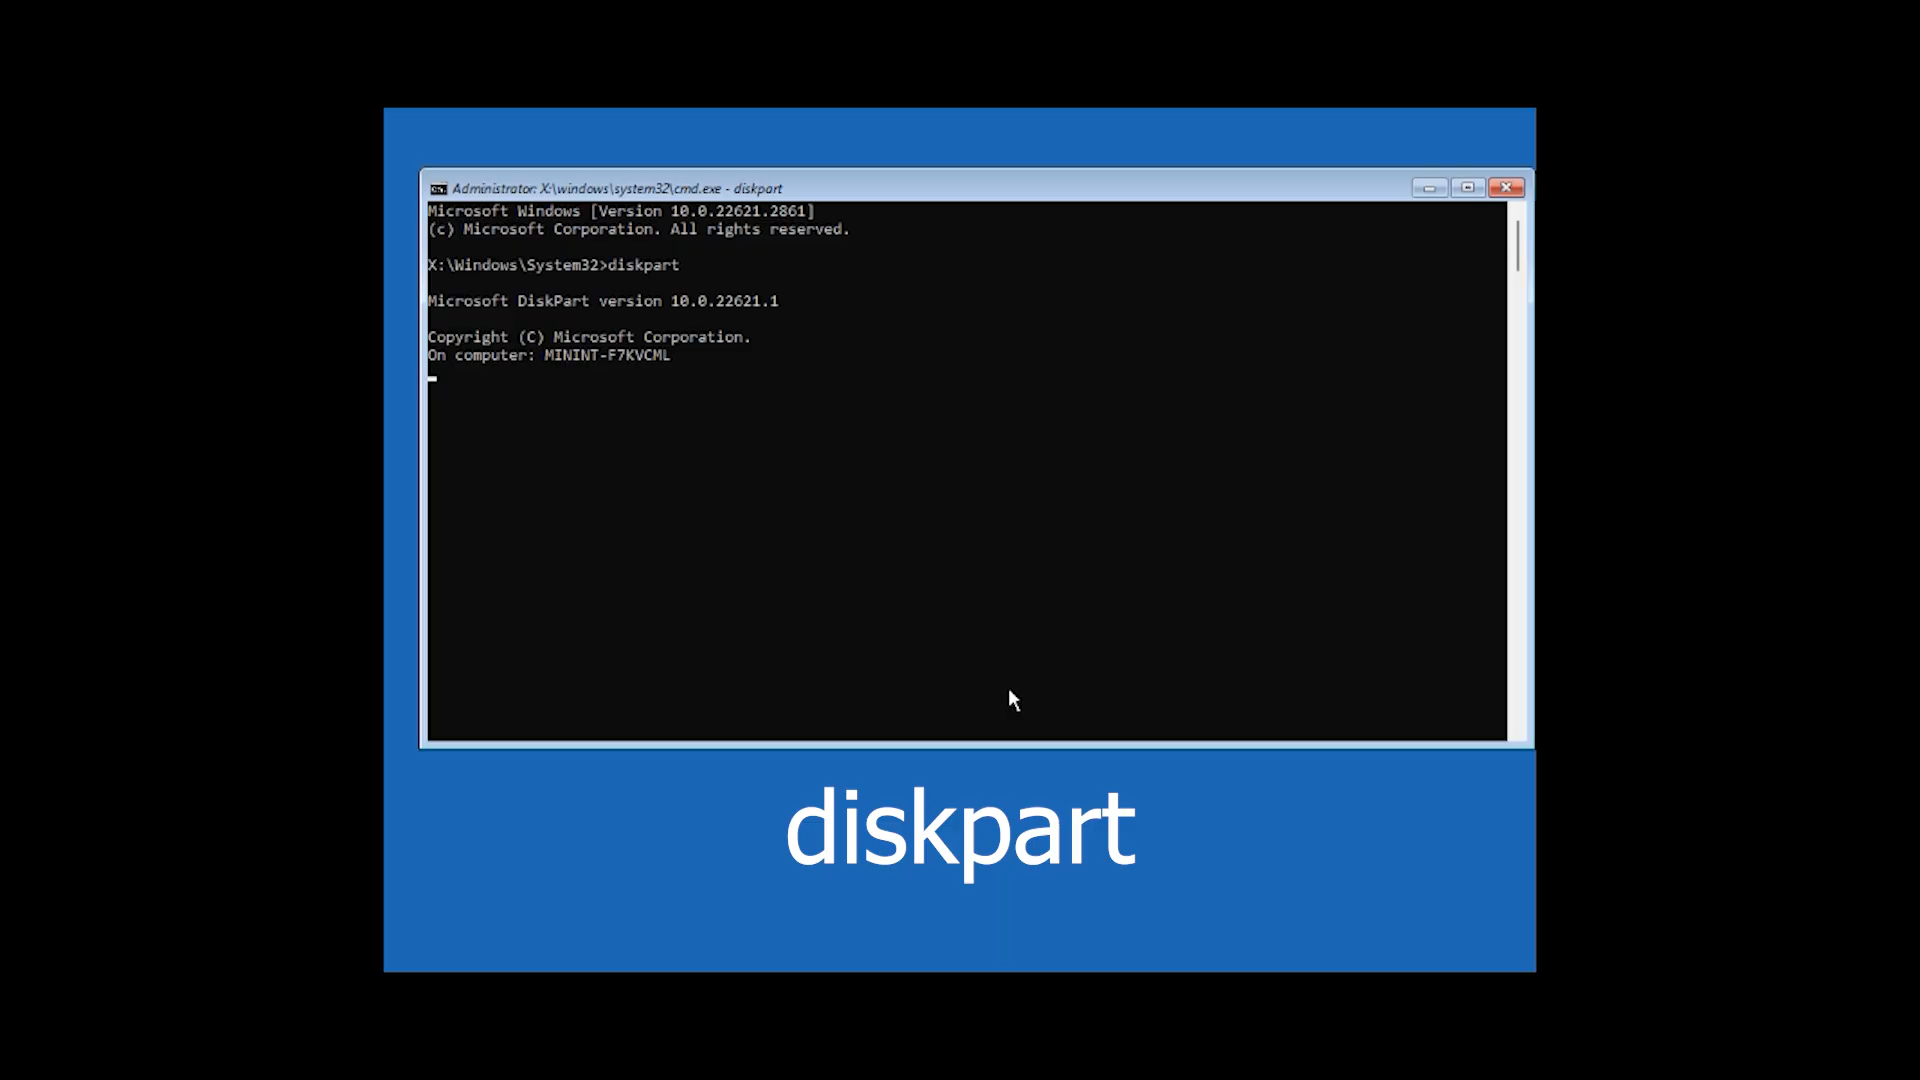 Administrator: X:\windows\system32\cmd.exe - diskpart
Microsoft Windows [Version 10.0.22621.2861]
(c) Microsoft Corporation. All rights reserved.
X:\Windows\System32>diskpart
Microsoft DiskPart version 10.0.22621.1
Copyright (C) Microsoft Corporation.
On computer: MININT-F7KVCML
diskpart